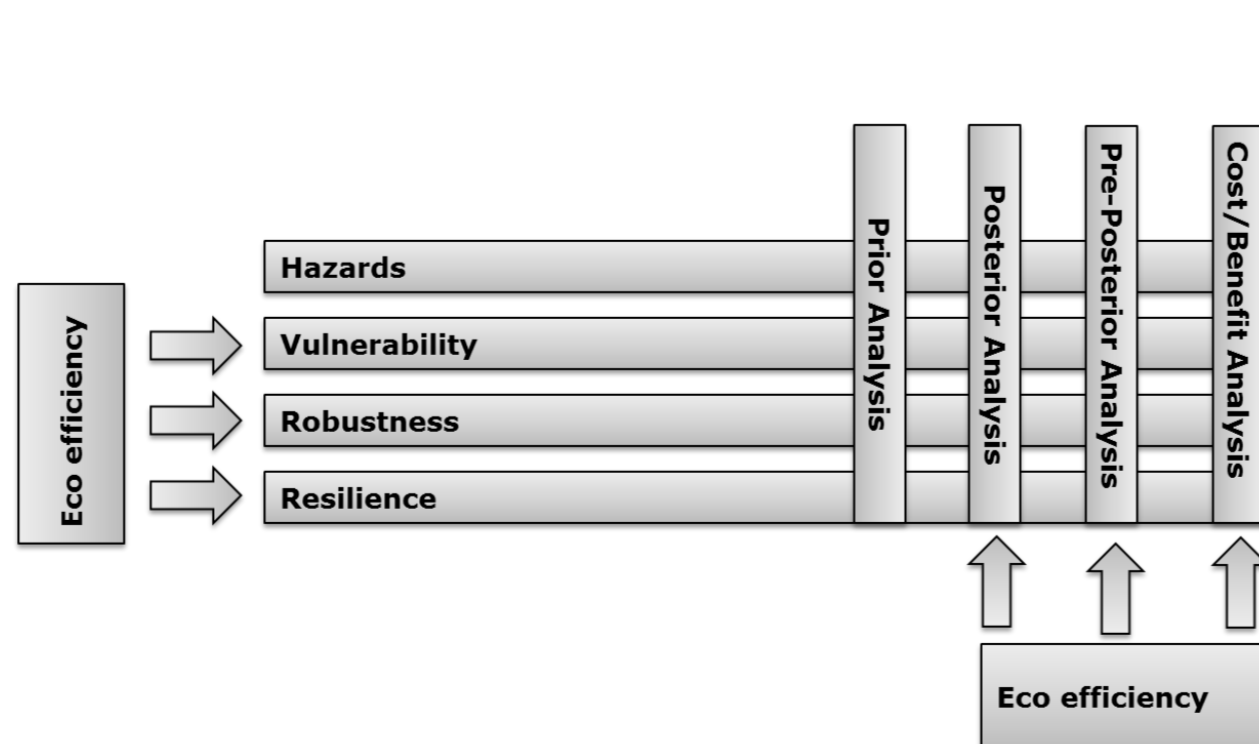 Hazards
Vulnerability
Robustness
Resilience
Eco efficiency
Prior Analysis
Posterior Analysis
Pre-Posterior Analysis
Cost/Benefit Analysis
Eco efficiency